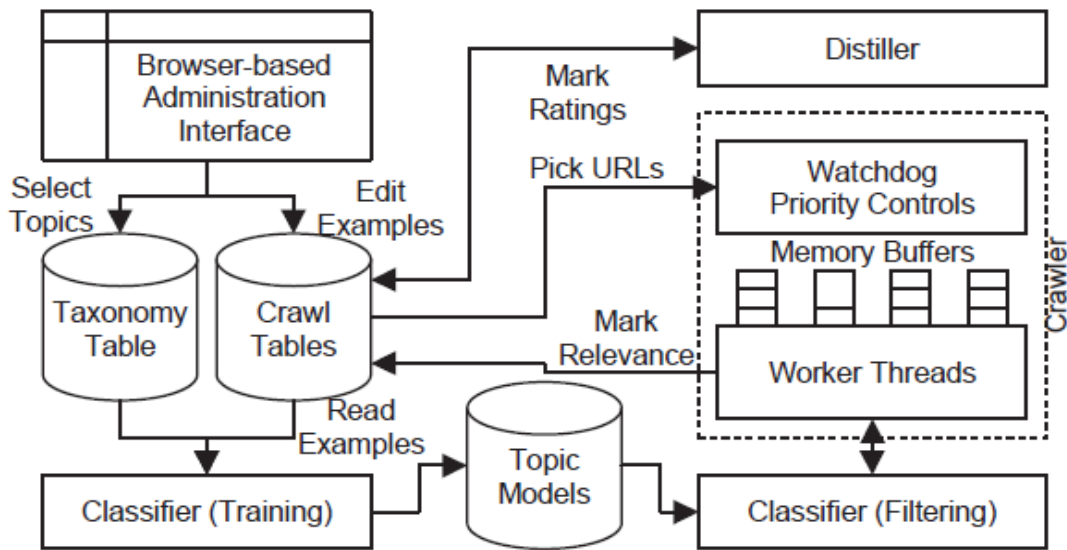 Browser-based
Administration
Interface
Distiller
Mark
Ratings
Pick URLs
Watchdog
Priority Controls
Select
Topics
Edit
Examples
Memory Buffers
Crawler
Taxonomy
Table
Crawl
Tables
Mark
Relevance
Worker Threads
Read
Examples
Topic
Models
Classifier (Training)
Classifier (Filtering)